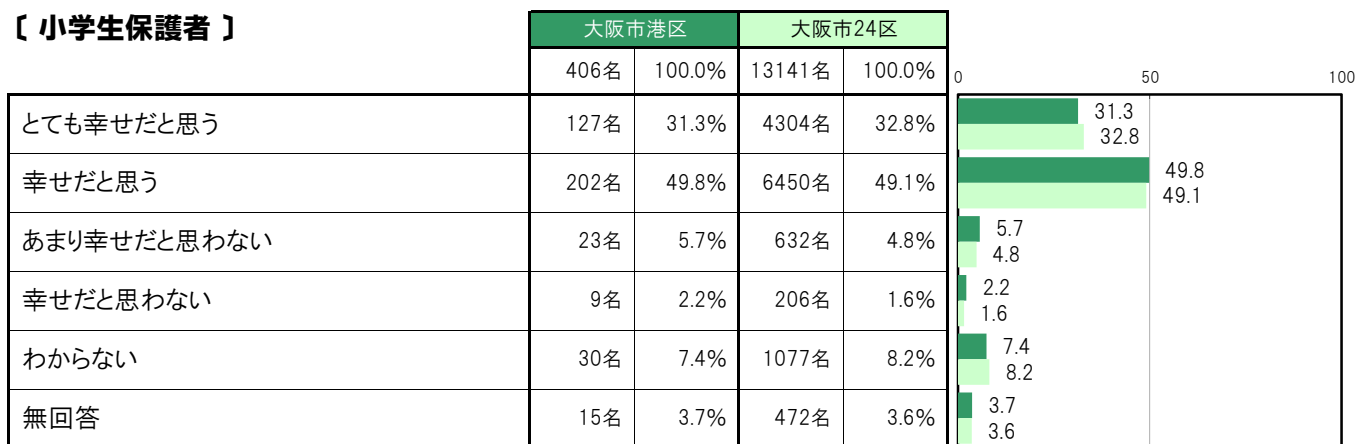 〔 小学生保護者 〕
大阪市港区 大阪市24区
406名 100.0% 13141名 100.0% 0 50 100
とても幸せだと思う 127名 31.3% 4304名 32.8% 31.3
32.8
幸せだと思う 202名 49.8% 6450名 49.1% 49.8
49.1
あまり幸せだと思わない 23名 5.7% 632名 4.8% 5.7
4.8
幸せだと思わない 9名 2.2% 206名 1.6% 2.2
1.6
わからない 30名 7.4% 1077名 8.2% 7.4
8.2
無回答 15名 3.7% 472名 3.6% 3.7
3.6